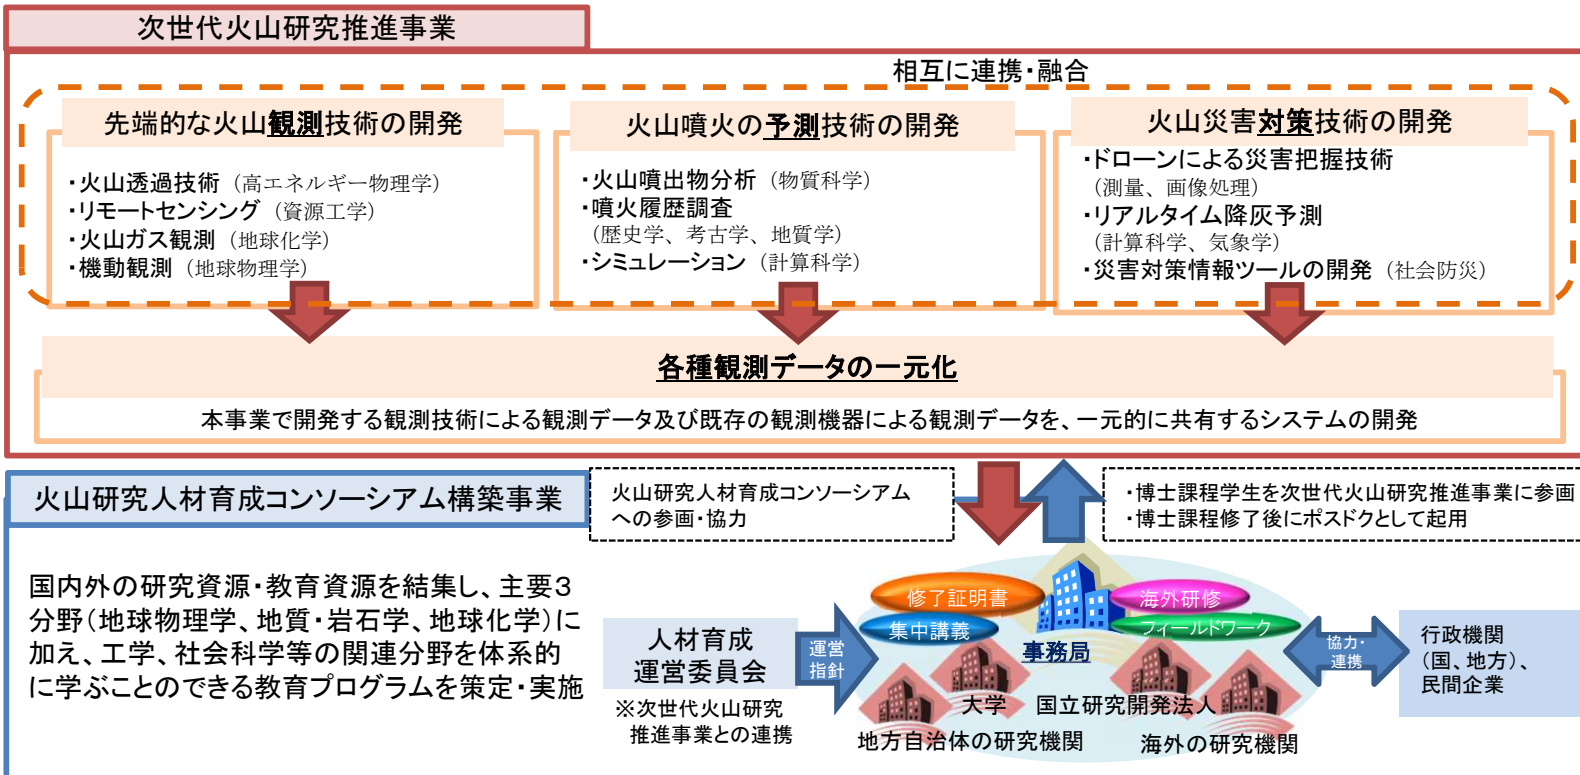 次世代火山研究推進事業
相互に連携・融合
先端的な火山観測技術の開発
・火山透過技術（高エネルギー物理学）
・リモートセンシング（資源工学）
・火山ガス観測（地球化学）
・機動観測（地球物理学）
火山噴火の予測技術の開発
・火山噴出物分析（物質科学）
・噴火履歴調査
（歴史学、考古学、地質学）
・シミュレーション（計算科学）
火山災害対策技術の開発
・ドローンによる災害把握技術
（測量、画像処理）
・リアルタイム降灰予測
（計算科学、気象学）
・災害対策情報ツールの開発（社会防災）
各種観測データの一元化
本事業で開発する観測技術による観測データ及び既存の観測機器による観測データを、一元的に共有するシステムの開発
火山研究人材育成コンソーシアム構築事業
火山研究人材育成コンソーシアム
への参画・協力
・博士課程学生を次世代火山研究推進事業に参画
・博士課程修了後にポスドクとして起用
国内外の研究資源・教育資源を結集し、主要３
分野（地球物理学、地質・岩石学、地球化学）に
加え、工学、社会科学等の関連分野を体系的
に学ぶことのできる教育プログラムを策定・実施
人材育成
運営委員会
※次世代火山研究
推進事業との連携
運営
指針
修了証明書
海外研修
集中講義
フィールドワーク
事務局
大学
国立研究開発法人
地方自治体の研究機関
海外の研究機関
協力・
連携
行政機関
（国、地方）、
民間企業